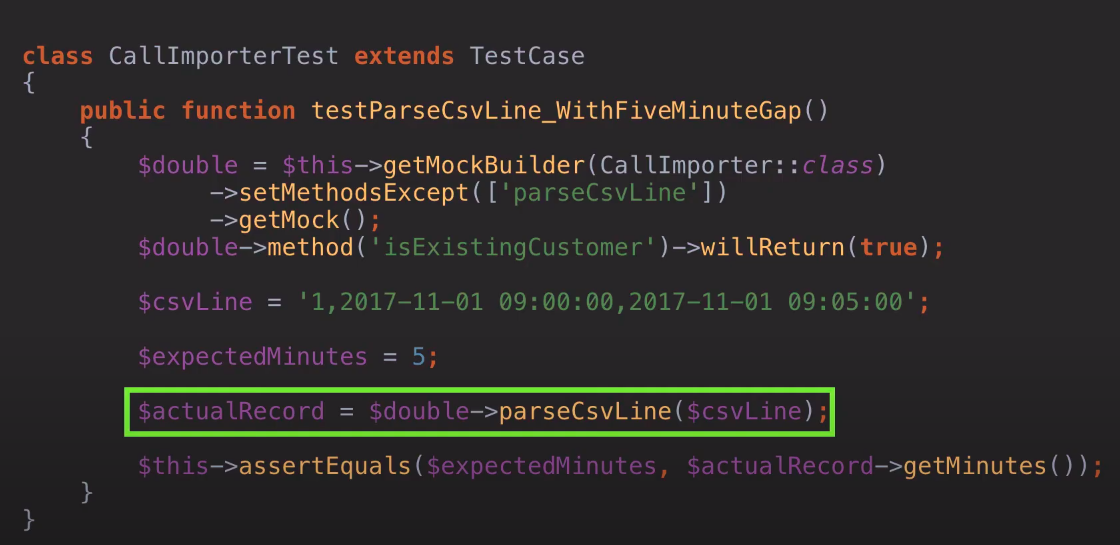 class CallImporterTest extends TestCase
{
    public function testParseCsvLine_WithFiveMinuteGap()
    {
        $double = $this->getMockBuilder(CallImporter::class)
             ->setMethodsExcept(['parseCsvLine'])
             ->getMock();
        $double->method('isExistingCustomer')->willReturn(true);
        $csvLine = '1,2017-11-01 09:00:00,2017-11-01 09:05:00';
        $expectedMinutes = 5;
        $actualRecord = $double->parseCsvLine($csvLine);
        $this->assertEquals($expectedMinutes, $actualRecord->getMinutes());
    }
}